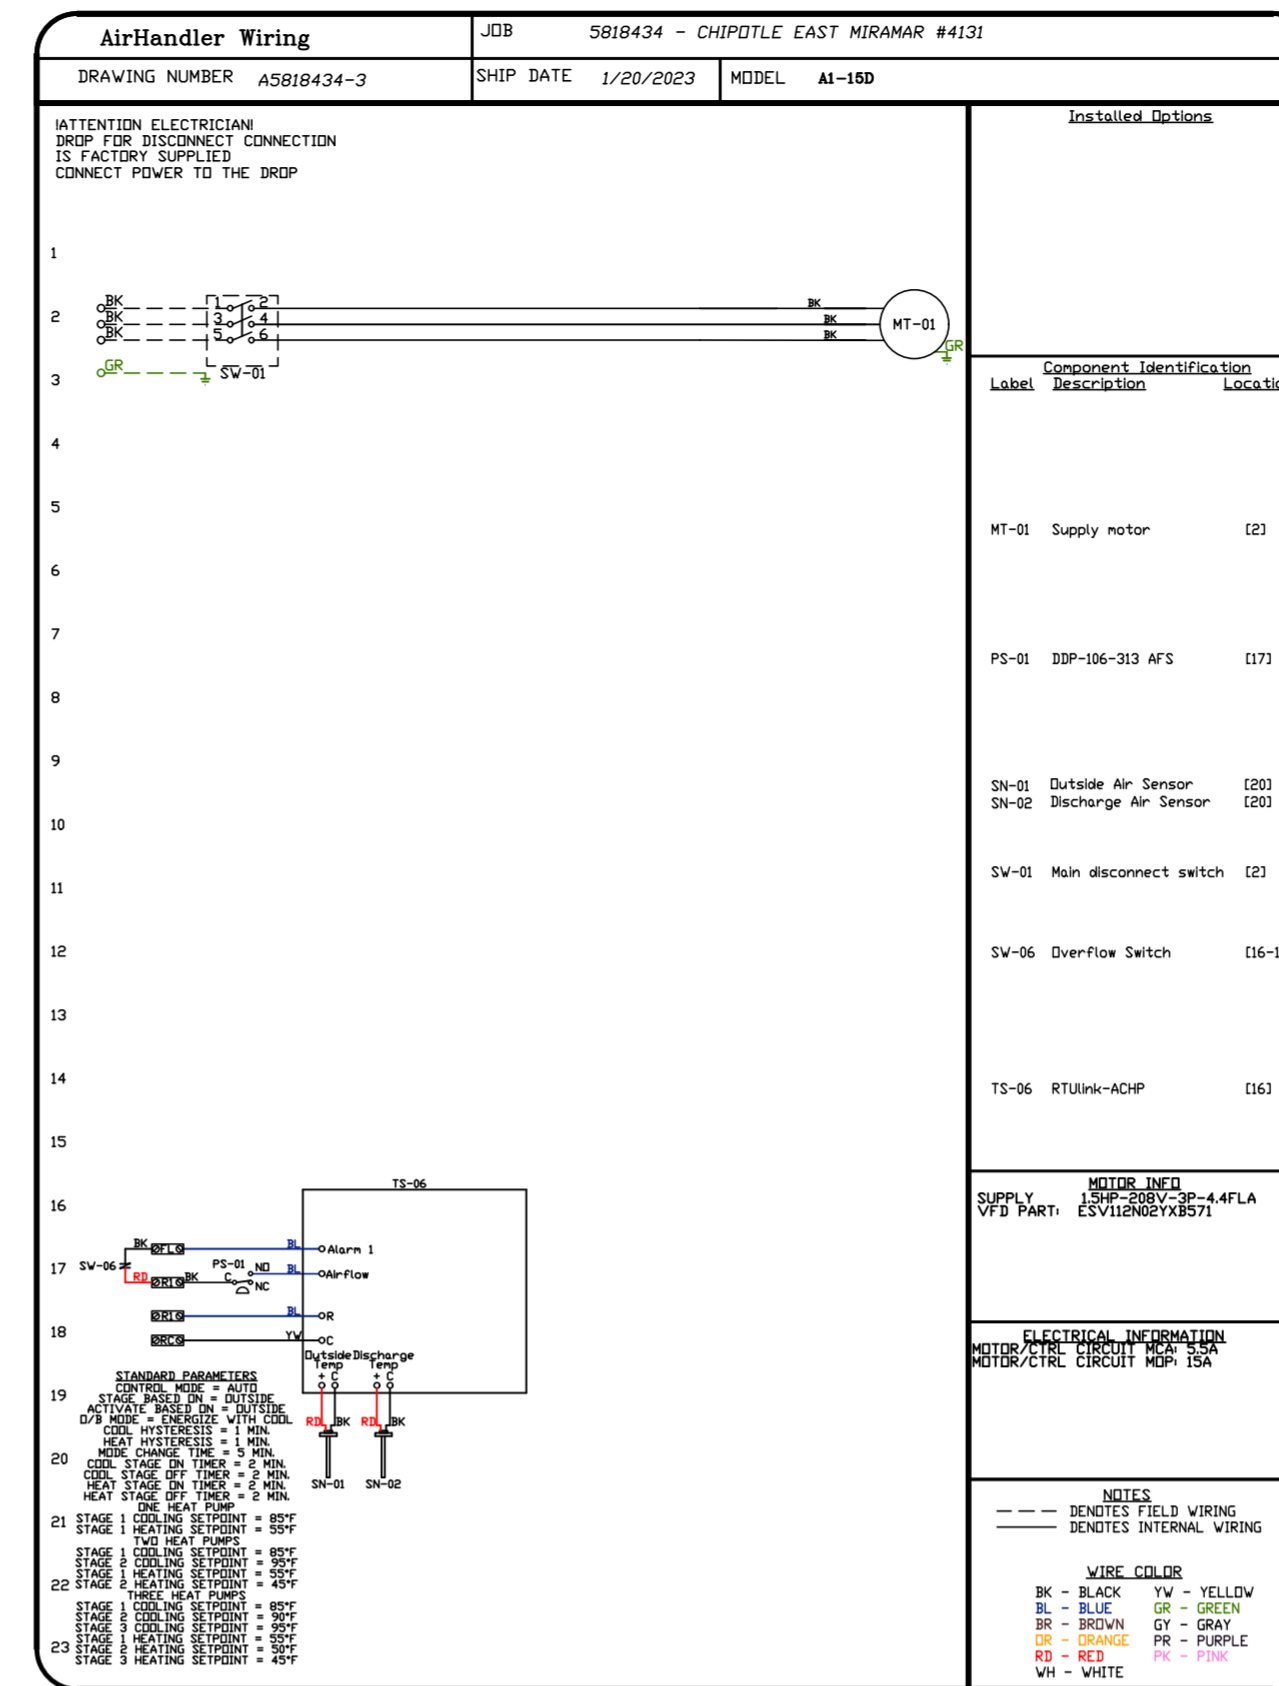 AirHandler Wiring
JOB 5818434 - CHIPOTLE EAST MIRAMAR #4131
DRAWING NUMBER A5818434-3
SHIP DATE 1/20/2023
MODEL A1-15D
!ATTENTION ELECTRICIAN!
DROP FOR DISCONNECT CONNECTION
IS FACTORY SUPPLIED
CONNECT POWER TO THE DROP
1
2
3
4
5
6
7
8
9
10
11
12
13
14
15
16
17
18
19
20
21
22
23
BK 1 2 BK
BK 3 4 BK
BK 5 6 BK
MT-01
GR
GR
SW-01
TS-06
BK FL BL Alarm 1
SW-06
PS-01 NO BL Airflow
RD R1 BK C NC
R1 BL R
RC YW C
Outside Discharge
Temp Temp
+ C + C
RD BK RD BK
SN-01 SN-02
STANDARD PARAMETERS
CONTROL MODE = AUTO
STAGE BASED ON = OUTSIDE
ACTIVATE BASED ON = OUTSIDE
O/B MODE = ENERGIZE WITH COOL
COOL HYSTERESIS = 1 MIN.
HEAT HYSTERESIS = 1 MIN.
MODE CHANGE TIME = 5 MIN.
COOL STAGE ON TIMER = 2 MIN.
COOL STAGE OFF TIMER = 2 MIN.
HEAT STAGE ON TIMER = 2 MIN.
HEAT STAGE OFF TIMER = 2 MIN.
ONE HEAT PUMP
STAGE 1 COOLING SETPOINT = 85°F
STAGE 1 HEATING SETPOINT = 55°F
TWO HEAT PUMPS
STAGE 1 COOLING SETPOINT = 85°F
STAGE 2 COOLING SETPOINT = 95°F
STAGE 1 HEATING SETPOINT = 55°F
STAGE 2 HEATING SETPOINT = 45°F
THREE HEAT PUMPS
STAGE 1 COOLING SETPOINT = 85°F
STAGE 2 COOLING SETPOINT = 90°F
STAGE 3 COOLING SETPOINT = 95°F
STAGE 1 HEATING SETPOINT = 55°F
STAGE 2 HEATING SETPOINT = 50°F
STAGE 3 HEATING SETPOINT = 45°F
Installed Options
Component Identification
Label Description Locatio
MT-01 Supply motor [2]
PS-01 DDP-106-313 AFS [17]
SN-01 Outside Air Sensor [20]
SN-02 Discharge Air Sensor [20]
SW-01 Main disconnect switch [2]
SW-06 Overflow Switch [16-1
TS-06 RTUlink-ACHP [16]
MOTOR INFO
SUPPLY 1.5HP-208V-3P-4.4FLA
VFD PART: ESV112N02YXB571
ELECTRICAL INFORMATION
MOTOR/CTRL CIRCUIT MCA: 5.5A
MOTOR/CTRL CIRCUIT MOP: 15A
NOTES
DENOTES FIELD WIRING
DENOTES INTERNAL WIRING
WIRE COLOR
BK - BLACK YW - YELLOW
BL - BLUE GR - GREEN
BR - BROWN GY - GRAY
OR - ORANGE PR - PURPLE
RD - RED PK - PINK
WH - WHITE